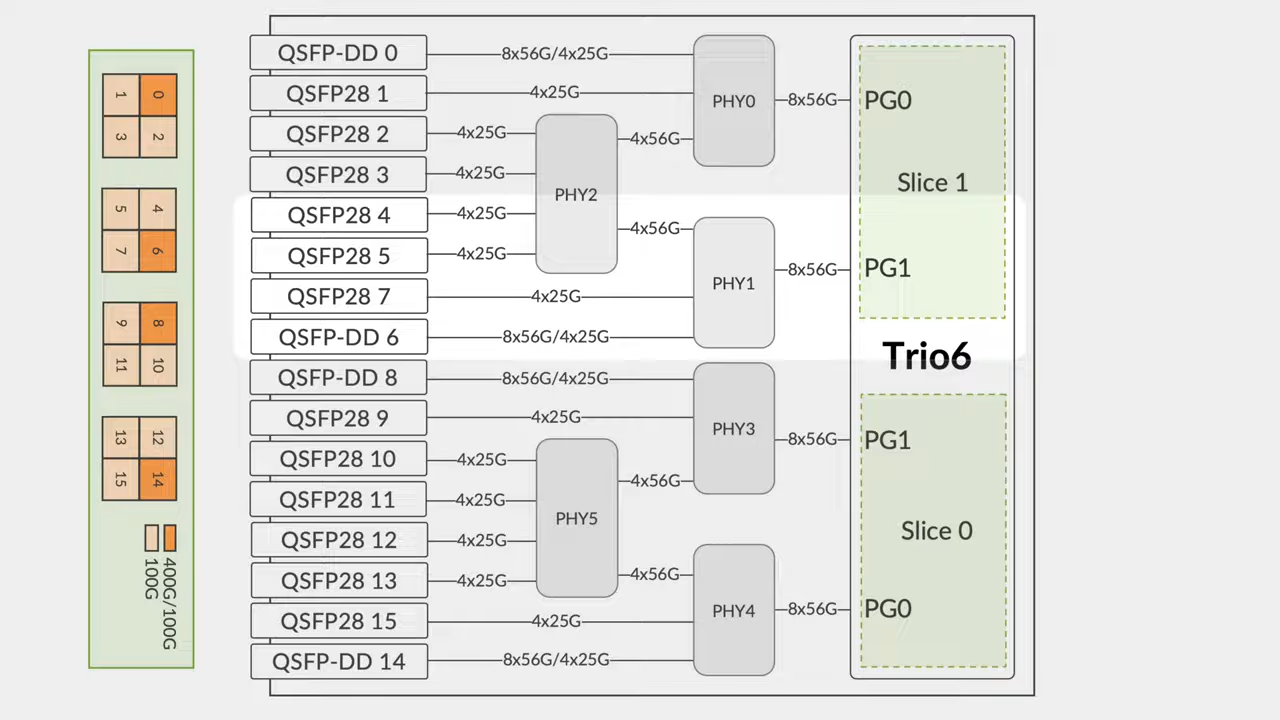 1 0
3 2
5 4
7 6
9 8
11 10
13 12
15 14
400G/100G
100G
QSFP-DD 0 8x56G/4x25G
QSFP28 1 4x25G PHY0 8x56G PG0
QSFP28 2 4x25G 4x56G
QSFP28 3 4x25G PHY2 Slice 1
QSFP28 4 4x25G 4x56G
QSFP28 5 4x25G PHY1 8x56G PG1
QSFP28 7 4x25G
QSFP-DD 6 8x56G/4x25G
Trio6
QSFP-DD 8 8x56G/4x25G
QSFP28 9 4x25G PHY3 8x56G PG1
QSFP28 10 4x25G 4x56G
QSFP28 11 4x25G PHY5 Slice 0
QSFP28 12 4x25G
QSFP28 13 4x25G 4x56G
QSFP28 15 4x25G PHY4 8x56G PG0
QSFP-DD 14 8x56G/4x25G